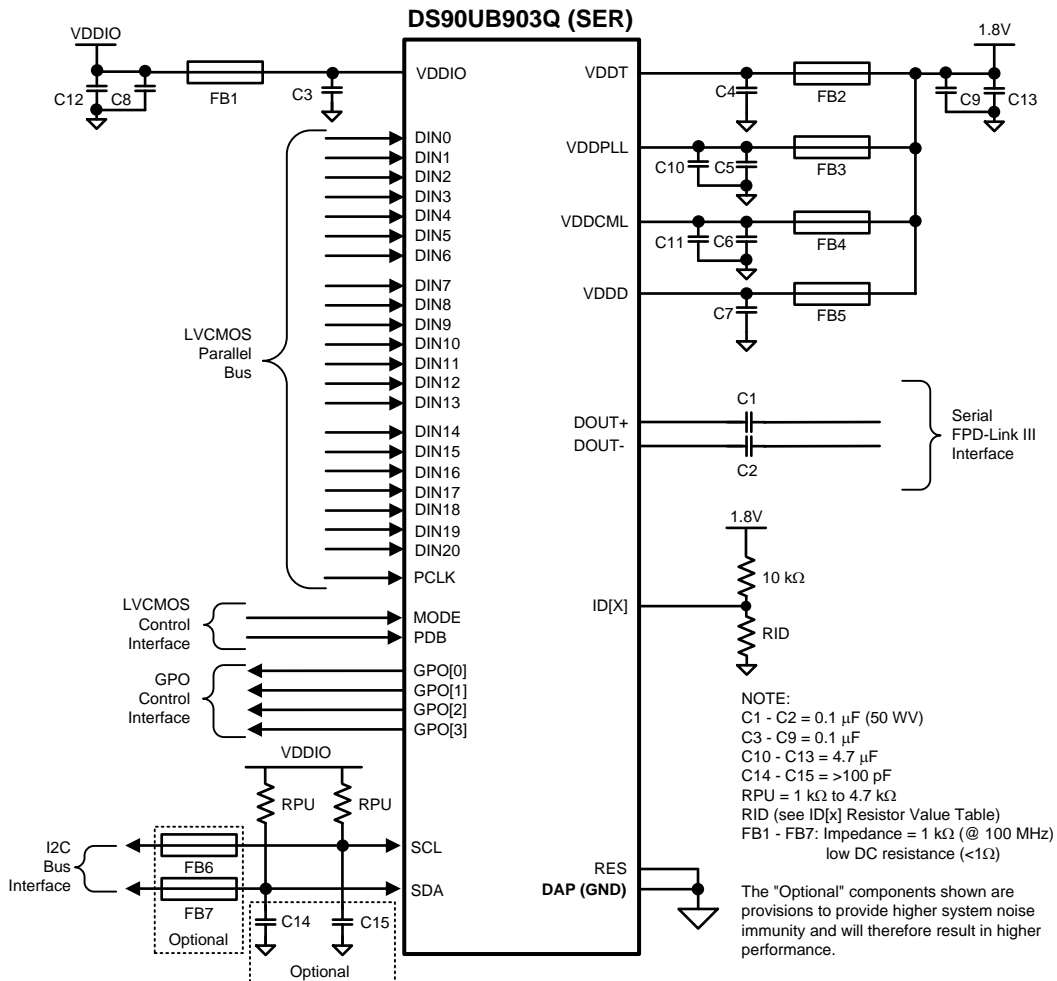 DS90UB903Q (SER)
VDDIO
C12
C8
FB1
C3
VDDIO
VDDT
C4
FB2
1.8V
C9
C13
VDDPLL
C10
C5
FB3
VDDCML
C11
C6
FB4
VDDD
C7
FB5
LVCMOS
Parallel
Bus
DIN0
DIN1
DIN2
DIN3
DIN4
DIN5
DIN6
DIN7
DIN8
DIN9
DIN10
DIN11
DIN12
DIN13
DIN14
DIN15
DIN16
DIN17
DIN18
DIN19
DIN20
PCLK
DOUT+
DOUT-
C1
C2
Serial
FPD-Link III
Interface
LVCMOS
Control
Interface
MODE
PDB
GPO
Control
Interface
GPO[0]
GPO[1]
GPO[2]
GPO[3]
1.8V
10 kΩ
ID[X]
RID
VDDIO
RPU
RPU
I2C
Bus
Interface
FB6
FB7
Optional
SCL
SDA
C14
C15
Optional
RES
DAP (GND)
NOTE:
C1 - C2 = 0.1 μF (50 WV)
C3 - C9 = 0.1 μF
C10 - C13 = 4.7 μF
C14 - C15 = >100 pF
RPU = 1 kΩ to 4.7 kΩ
RID (see ID[x] Resistor Value Table)
FB1 - FB7: Impedance = 1 kΩ (@ 100 MHz)
low DC resistance (<1Ω)
The "Optional" components shown are
provisions to provide higher system noise
immunity and will therefore result in higher
performance.